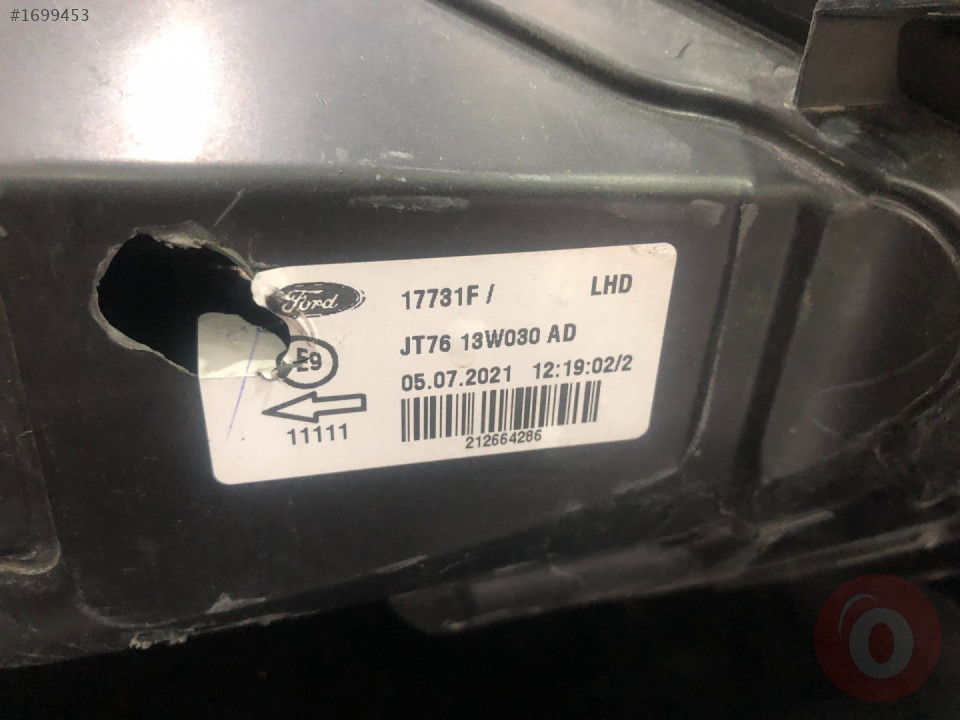 #1699453
Ford 17731F / LHD
JT76 13W030 AD
E9
05.07.2021 12:19:02/2
11111
212664286